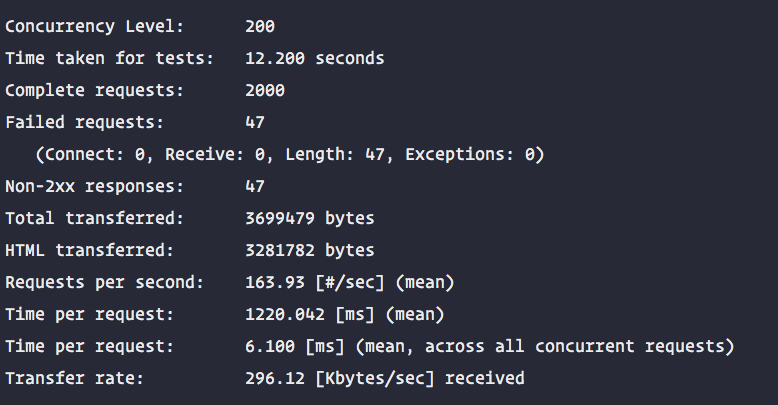 Concurrency Level: 200
Time taken for tests: 12.200 seconds
Complete requests: 2000
Failed requests: 47
(Connect: 0, Receive: 0, Length: 47, Exceptions: 0)
Non-2xx responses: 47
Total transferred: 3699479 bytes
HTML transferred: 3281782 bytes
Requests per second: 163.93 [#/sec] (mean)
Time per request: 1220.042 [ms] (mean)
Time per request: 6.100 [ms] (mean, across all concurrent requests)
Transfer rate: 296.12 [Kbytes/sec] received